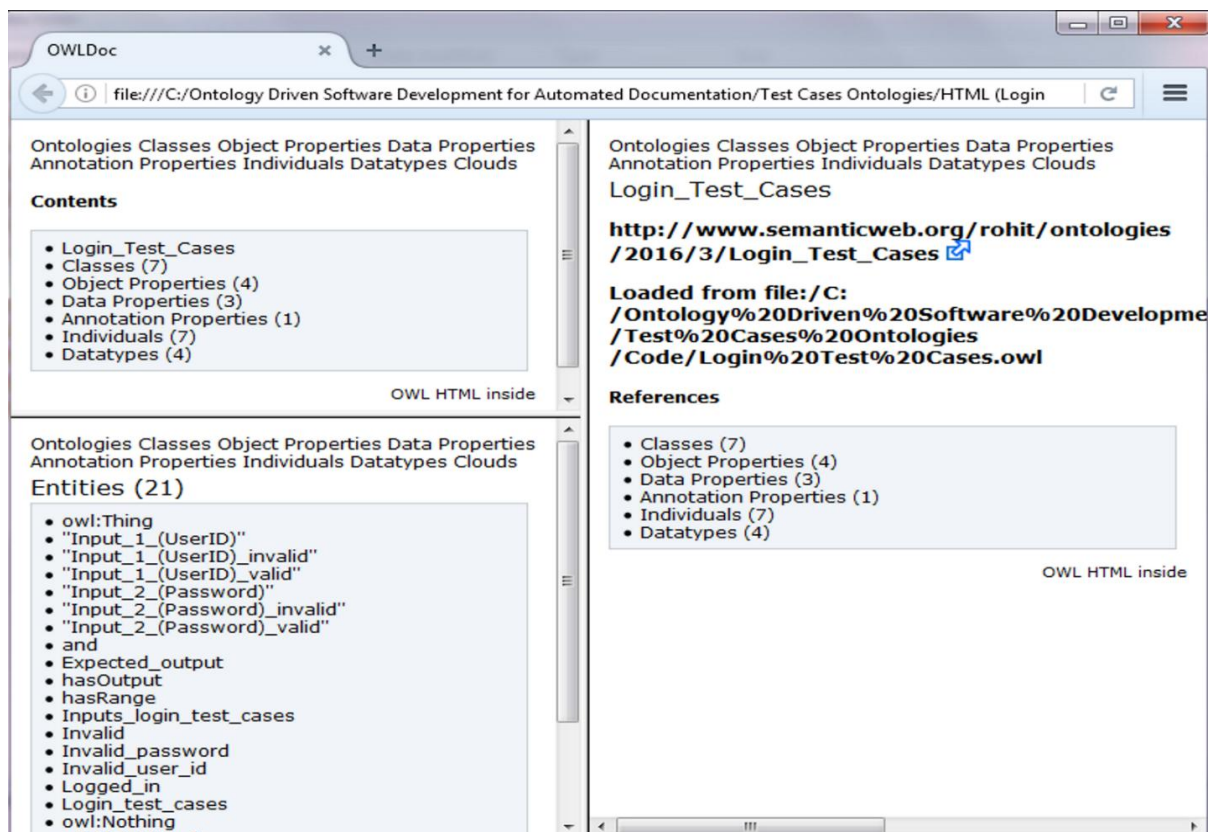 OWLDoc
file:///C:/Ontology Driven Software Development for Automated Documentation/Test Cases Ontologies/HTML (Login
Ontologies Classes Object Properties Data Properties
Annotation Properties Individuals Datatypes Clouds
Contents
• Login_Test_Cases
• Classes (7)
• Object Properties (4)
• Data Properties (3)
• Annotation Properties (1)
• Individuals (7)
• Datatypes (4)
OWL HTML inside
Ontologies Classes Object Properties Data Properties
Annotation Properties Individuals Datatypes Clouds
Entities (21)
• owl:Thing
• "Input_1_(UserID)"
• "Input_1_(UserID)_invalid"
• "Input_1_(UserID)_valid"
• "Input_2_(Password)"
• "Input_2_(Password)_invalid"
• "Input_2_(Password)_valid"
• and
• Expected_output
• hasOutput
• hasRange
• Inputs_login_test_cases
• Invalid
• Invalid_password
• Invalid_user_id
• Logged_in
• Login_test_cases
• owl:Nothing
Ontologies Classes Object Properties Data Properties
Annotation Properties Individuals Datatypes Clouds
Login_Test_Cases
http://www.semanticweb.org/rohit/ontologies
/2016/3/Login_Test_Cases
Loaded from file:/C:
/Ontology%20Driven%20Software%20Developme
/Test%20Cases%20Ontologies
/Code/Login%20Test%20Cases.owl
References
• Classes (7)
• Object Properties (4)
• Data Properties (3)
• Annotation Properties (1)
• Individuals (7)
• Datatypes (4)
OWL HTML inside